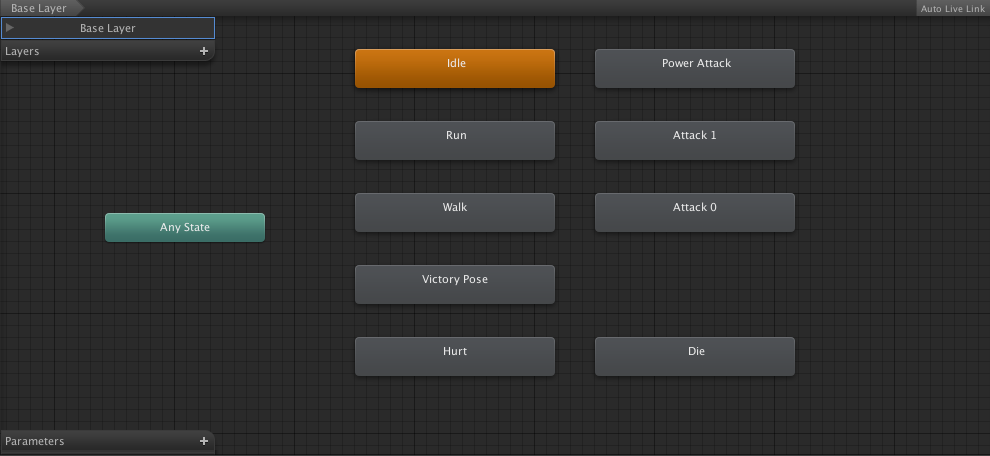 Base Layer
Auto Live Link
Base Layer
Layers
Idle
Power Attack
Run
Attack 1
Walk
Attack 0
Any State
Victory Pose
Hurt
Die
Parameters